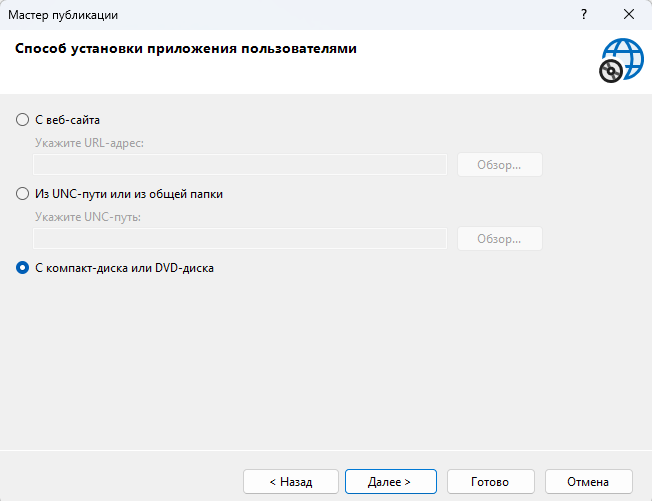 Мастер публикации
?
Способ установки приложения пользователями
С веб-сайта
Укажите URL-адрес:
Обзор...
Из UNC-пути или из общей папки
Укажите UNC-путь:
Обзор...
С компакт-диска или DVD-диска
< Назад Далее > Готово Отмена